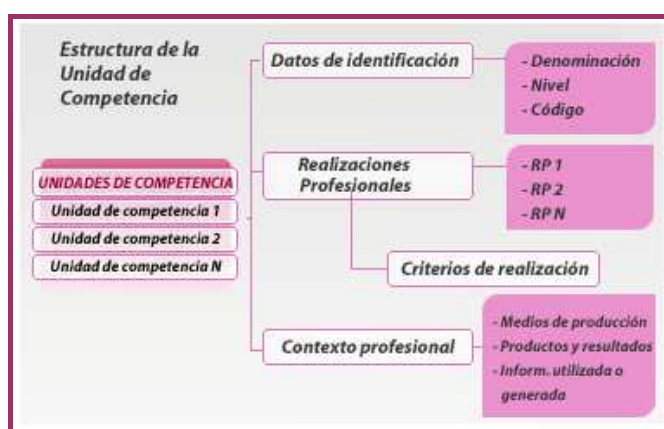 Estructura de la
Unidad de
Competencia
UNIDADES DE COMPETENCIA
Unidad de competencia 1
Unidad de competencia 2
Unidad de competencia N
Datos de identificación
- Denominación
- Nivel
- Código
Realizaciones
Profesionales
- RP 1
- RP 2
- RP N
Criterios de realización
Contexto profesional
- Medios de producción
- Productos y resultados
- Inform. utilizada o
generada